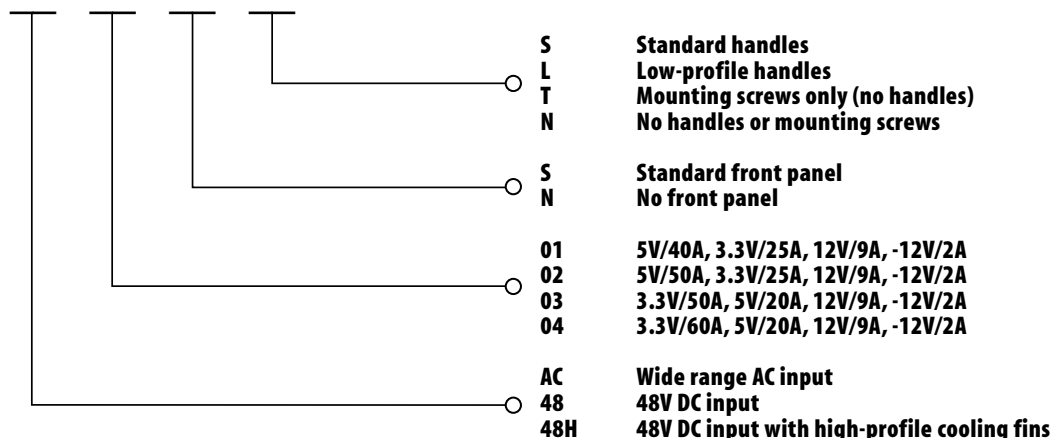 S Standard handles
L Low-profile handles
T Mounting screws only (no handles)
N No handles or mounting screws
S Standard front panel
N No front panel
01 5V/40A, 3.3V/25A, 12V/9A, -12V/2A
02 5V/50A, 3.3V/25A, 12V/9A, -12V/2A
03 3.3V/50A, 5V/20A, 12V/9A, -12V/2A
04 3.3V/60A, 5V/20A, 12V/9A, -12V/2A
AC Wide range AC input
48 48V DC input
48H 48V DC input with high-profile cooling fins